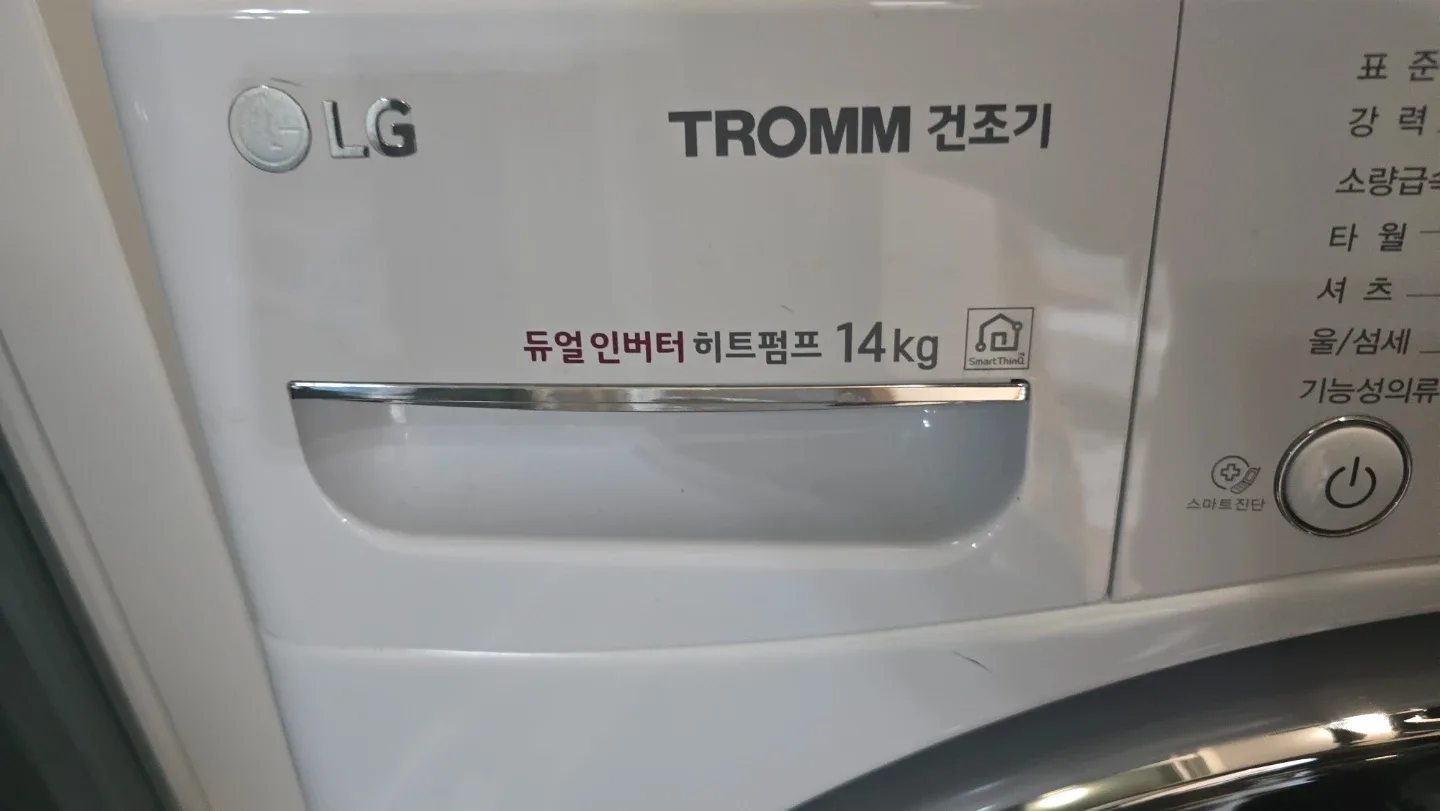 LG
TROMM 건조기
듀얼인버터 히트펌프 14kg
SmartThinQ
표준
강력
소량급속
타월
셔츠
울/섬세
기능성의류
스마트진단